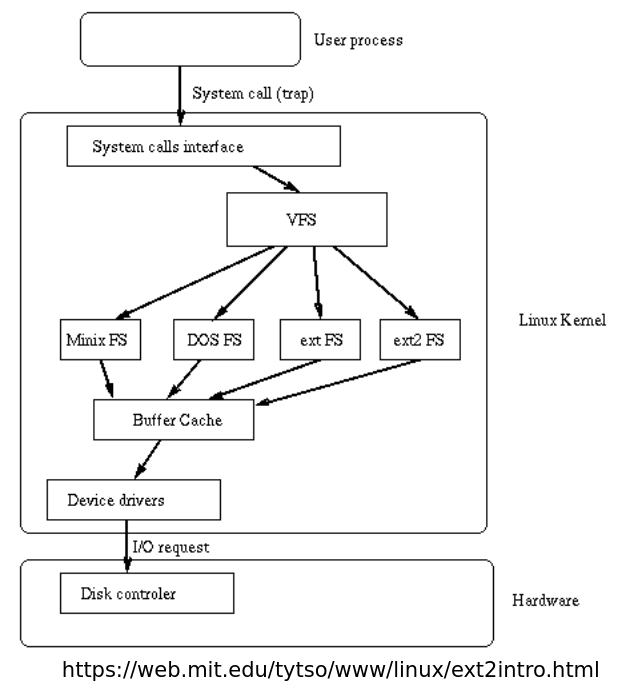 User process
System call (trap)
System calls interface
VFS
Linux Kernel
Minix FS
DOS FS
ext FS
ext2 FS
Buffer Cache
Device drivers
I/O request
Disk controler
Hardware
https://web.mit.edu/tytso/www/linux/ext2intro.html